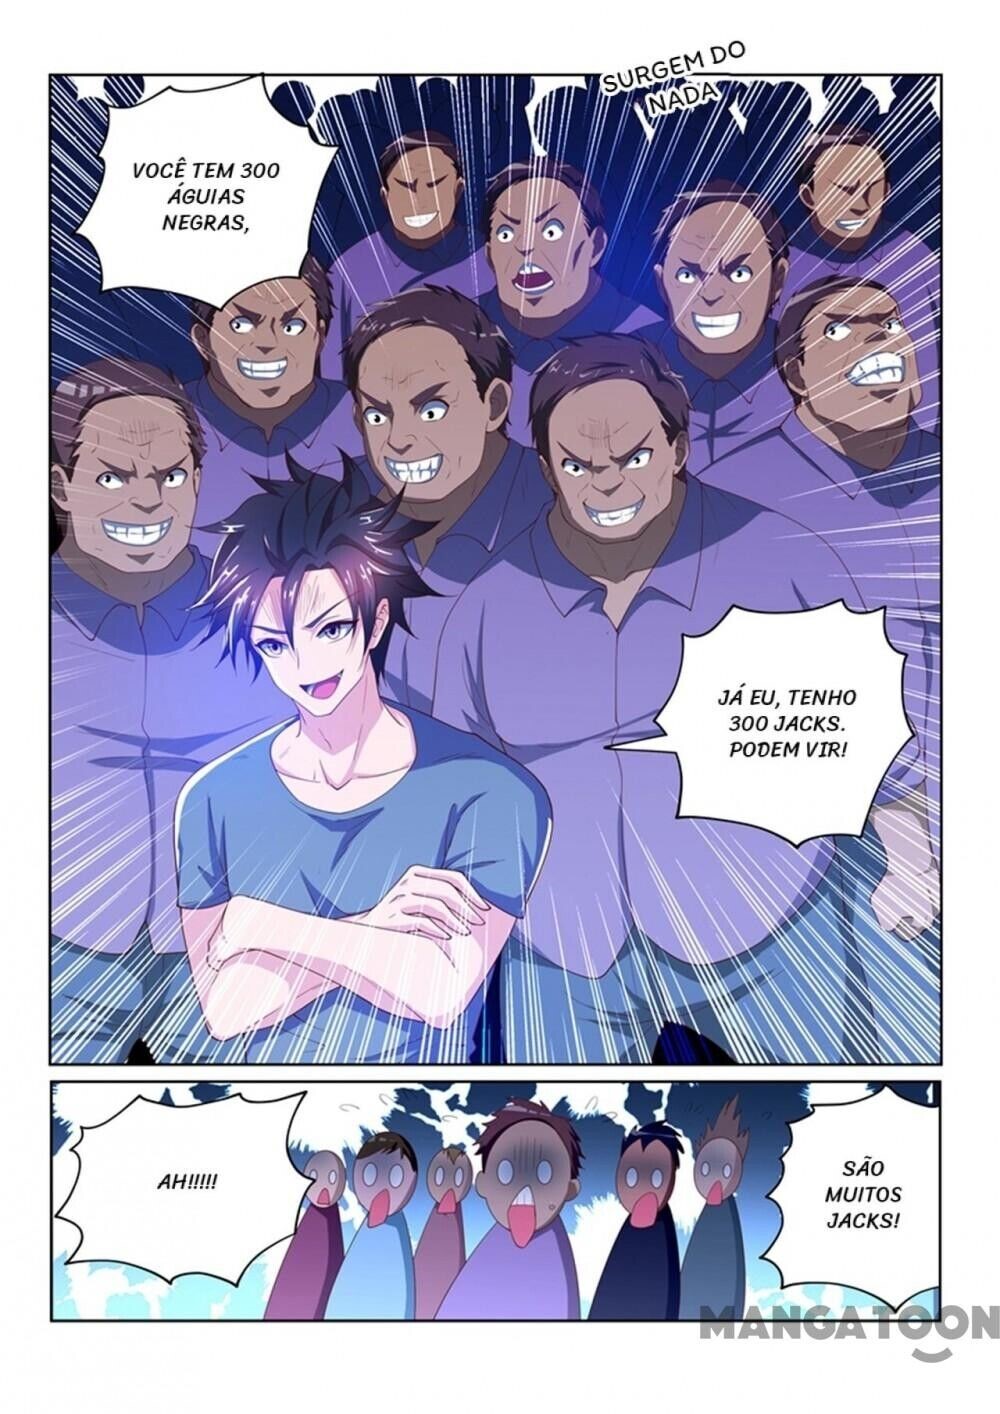 SURGEM DO
NADA
VOCÊ TEM 300
ÁGUIAS
NEGRAS,
JÁ EU, TENHO
300 JACKS.
PODEM VIR!
AH!!!!!
SÃO
MUITOS
JACKS!
MANGATOON